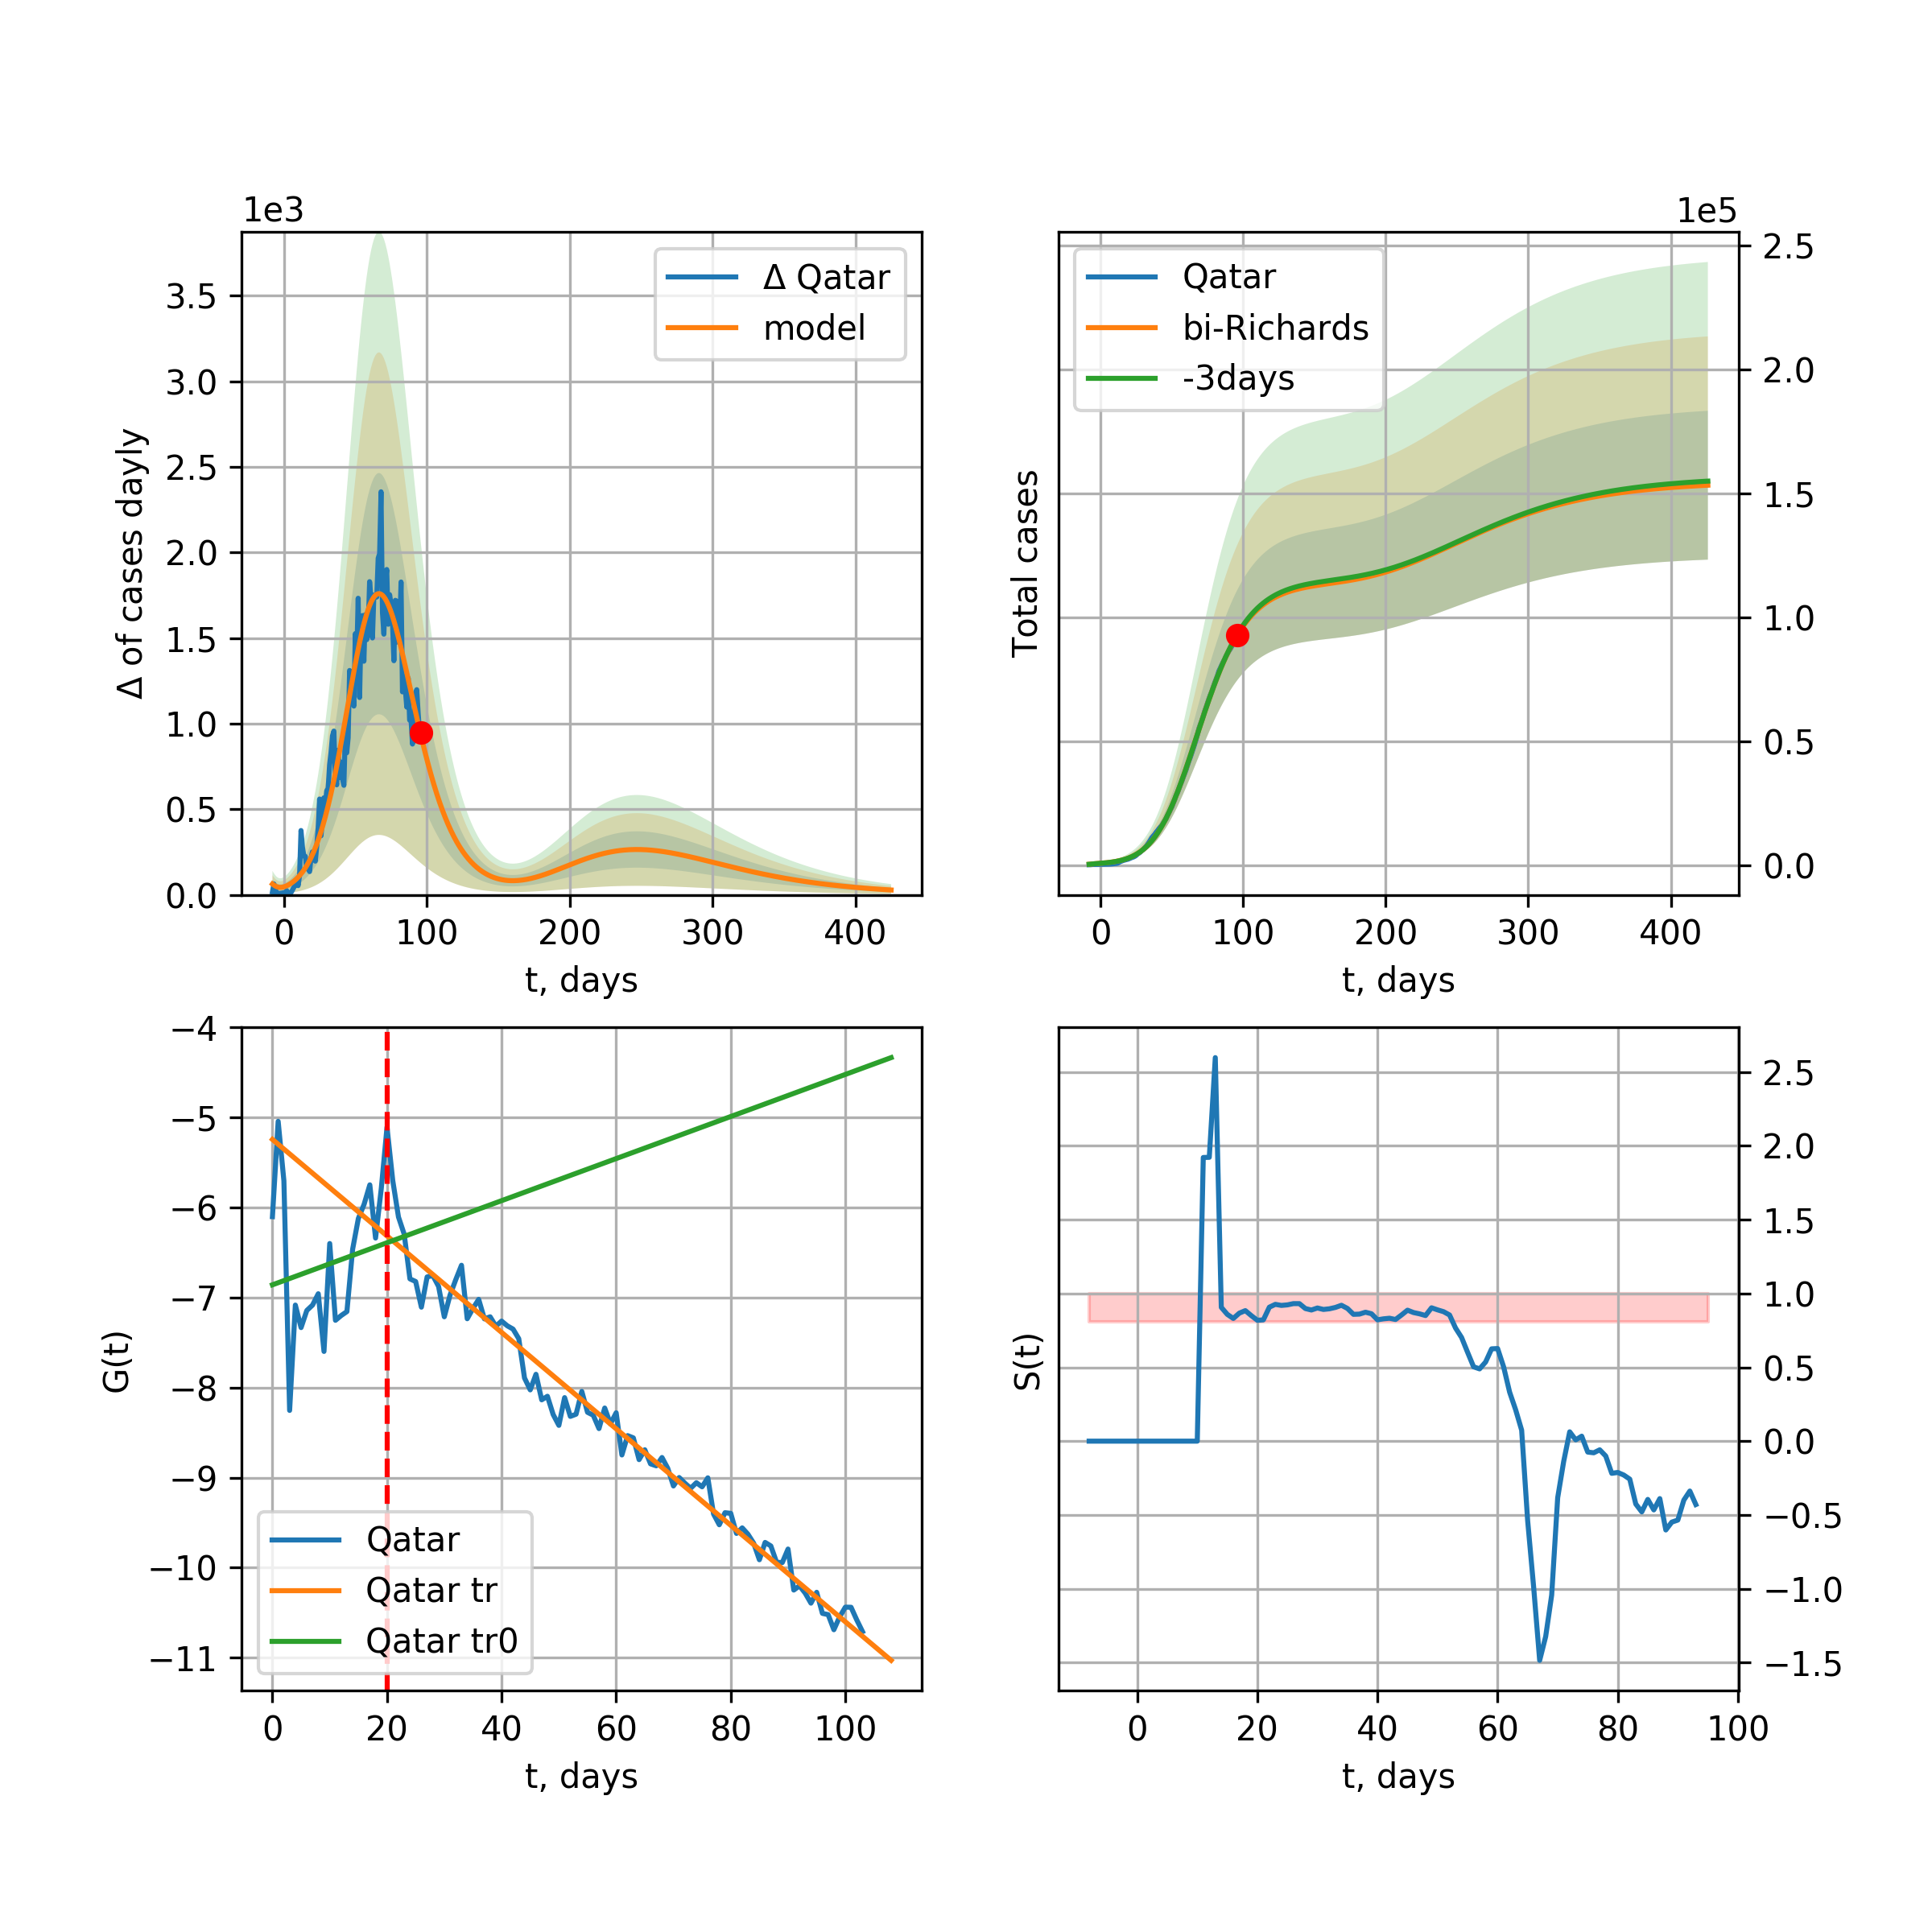 1e3
Δ of cases dayly
3.5
3.0
2.5
2.0
1.5
1.0
0.5
0.0
Δ Qatar
model
0 100 200 300 400
t, days
1e5
Total cases
Qatar
bi-Richards
-3days
2.5
2.0
1.5
1.0
0.5
0.0
0 100 200 300 400
t, days
G(t)
−4
−5
−6
−7
−8
−9
−10
−11
Qatar
Qatar tr
Qatar tr0
0 20 40 60 80 100
t, days
S(t)
2.5
2.0
1.5
1.0
0.5
0.0
−0.5
−1.0
−1.5
0 20 40 60 80 100
t, days